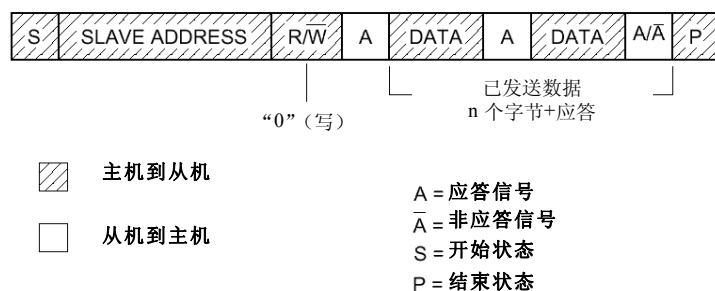 S SLAVE ADDRESS R/W̅ A DATA A DATA A/A̅ P
已发送数据
n 个字节+应答
“0”(写)
主机到从机
从机到主机
A = 应答信号
A̅ = 非应答信号
S = 开始状态
P = 结束状态